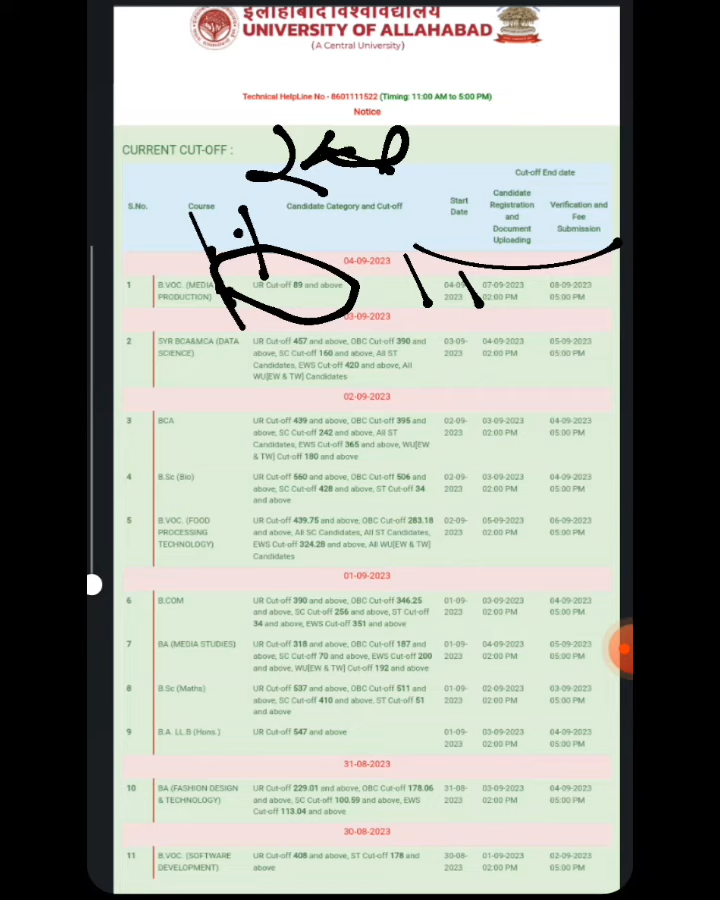 इलाहाबाद विश्वविद्यालय
UNIVERSITY OF ALLAHABAD
(A Central University)
Technical HelpLine No - 8601111522 (Timing: 11:00 AM to 5:00 PM)
Notice
CURRENT CUT-OFF :
Cut-off End date
S.No. Course Candidate Category and Cut-off Start Date Candidate Registration and Document Uploading Verification and Fee Submission
04-09-2023
1 B.VOC. (MEDIA PRODUCTION) UR Cut-off 89 and above 04-09-2023 07-09-2023 02:00 PM 08-09-2023 05:00 PM
03-09-2023
2 5YR BCA&MCA (DATA SCIENCE) UR Cut-off 457 and above, OBC Cut-off 390 and above, SC Cut-off 160 and above, All ST Candidates, EWS Cut-off 420 and above, All WU[EW & TW] Candidates 03-09-2023 04-09-2023 02:00 PM 05-09-2023 05:00 PM
02-09-2023
3 BCA UR Cut-off 439 and above, OBC Cut-off 395 and above, SC Cut-off 242 and above, All ST Candidates, EWS Cut-off 365 and above, WU[EW & TW] Cut-off 180 and above 02-09-2023 03-09-2023 02:00 PM 04-09-2023 05:00 PM
4 B.Sc (Bio) UR Cut-off 560 and above, OBC Cut-off 506 and above, SC Cut-off 428 and above, ST Cut-off 34 and above 02-09-2023 03-09-2023 02:00 PM 04-09-2023 05:00 PM
5 B.VOC. (FOOD PROCESSING TECHNOLOGY) UR Cut-off 439.75 and above, OBC Cut-off 283.18 and above, All SC Candidates, All ST Candidates, EWS Cut-off 324.28 and above, All WU[EW & TW] Candidates 02-09-2023 05-09-2023 02:00 PM 06-09-2023 05:00 PM
01-09-2023
6 B.COM UR Cut-off 390 and above, OBC Cut-off 346.25 and above, SC Cut-off 256 and above, ST Cut-off 34 and above, EWS Cut-off 351 and above 01-09-2023 03-09-2023 02:00 PM 04-09-2023 05:00 PM
7 BA (MEDIA STUDIES) UR Cut-off 318 and above, OBC Cut-off 187 and above, SC Cut-off 70 and above, EWS Cut-off 200 and above, WU[EW & TW] Cut-off 192 and above 01-09-2023 04-09-2023 02:00 PM 05-09-2023 05:00 PM
8 B.Sc (Maths) UR Cut-off 537 and above, OBC Cut-off 511 and above, SC Cut-off 410 and above, ST Cut-off 51 and above 01-09-2023 02-09-2023 02:00 PM 03-09-2023 05:00 PM
9 B.A. LL.B (Hons.) UR Cut-off 547 and above 01-09-2023 03-09-2023 02:00 PM 04-09-2023 05:00 PM
31-08-2023
10 BA (FASHION DESIGN & TECHNOLOGY) UR Cut-off 229.01 and above, OBC Cut-off 178.06 and above, SC Cut-off 100.59 and above, EWS Cut-off 113.04 and above 31-08-2023 03-09-2023 02:00 PM 04-09-2023 05:00 PM
30-08-2023
11 B.VOC. (SOFTWARE DEVELOPMENT) UR Cut-off 408 and above, ST Cut-off 178 and above 30-08-2023 01-09-2023 02:00 PM 02-09-2023 05:00 PM